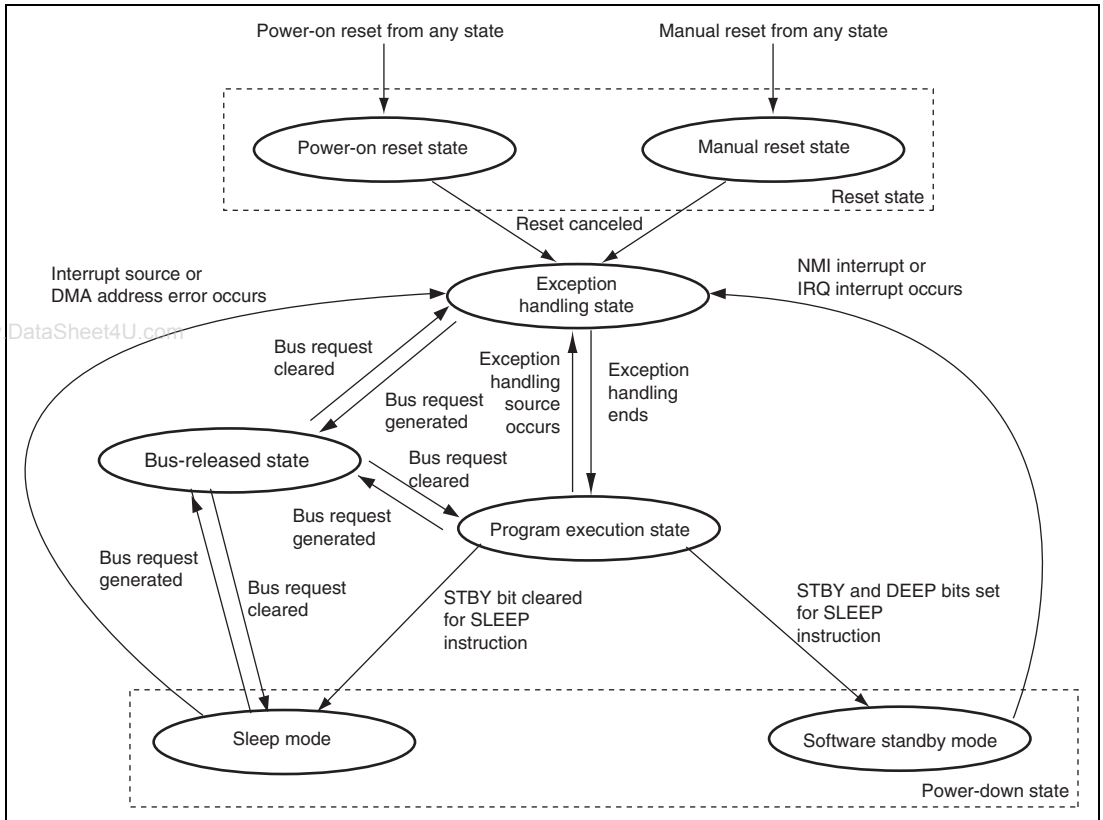 Power-on reset from any state
Manual reset from any state
Power-on reset state
Manual reset state
Reset state
Reset canceled
Interrupt source or
DMA address error occurs
Exception
handling state
NMI interrupt or
IRQ interrupt occurs
DataSheet4U.com
Bus request
cleared
Bus request
generated
Exception
handling
source
occurs
Exception
handling
ends
Bus-released state
Bus request
cleared
Bus request
generated
Program execution state
Bus request
generated
Bus request
cleared
STBY bit cleared
for SLEEP
instruction
STBY and DEEP bits set
for SLEEP
instruction
Sleep mode
Software standby mode
Power-down state